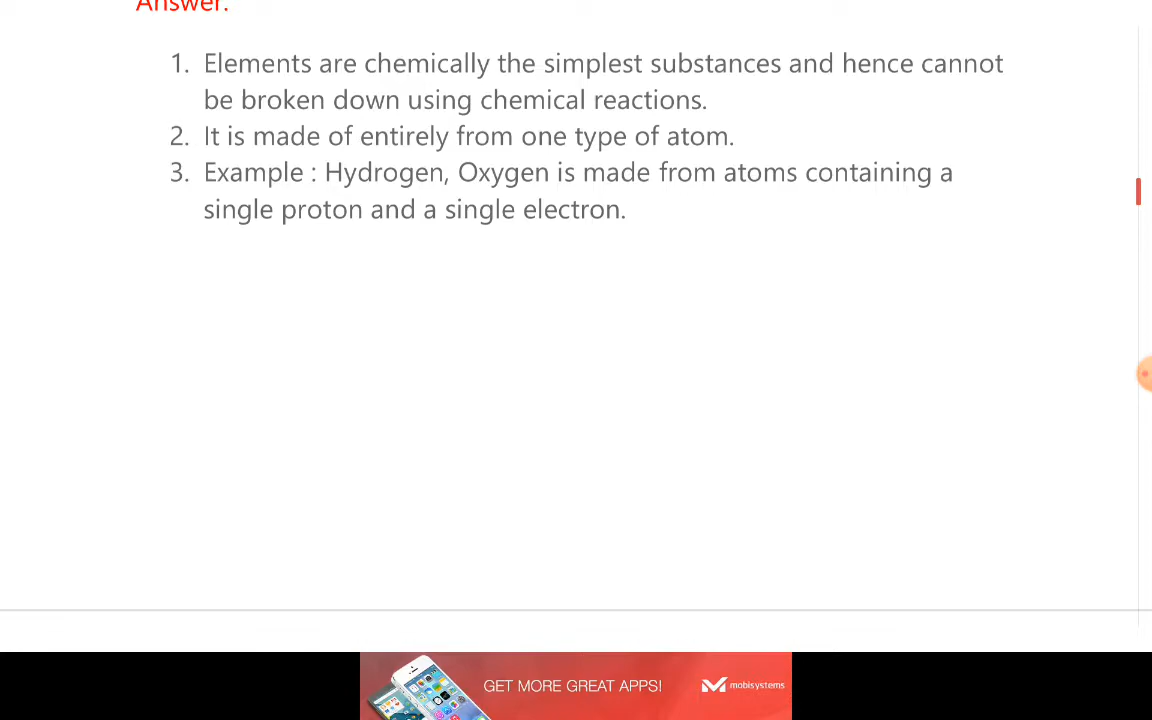 Answer:
1. Elements are chemically the simplest substances and hence cannot
be broken down using chemical reactions.
2. It is made of entirely from one type of atom.
3. Example : Hydrogen, Oxygen is made from atoms containing a
single proton and a single electron.
GET MORE GREAT APPS! mobisystems